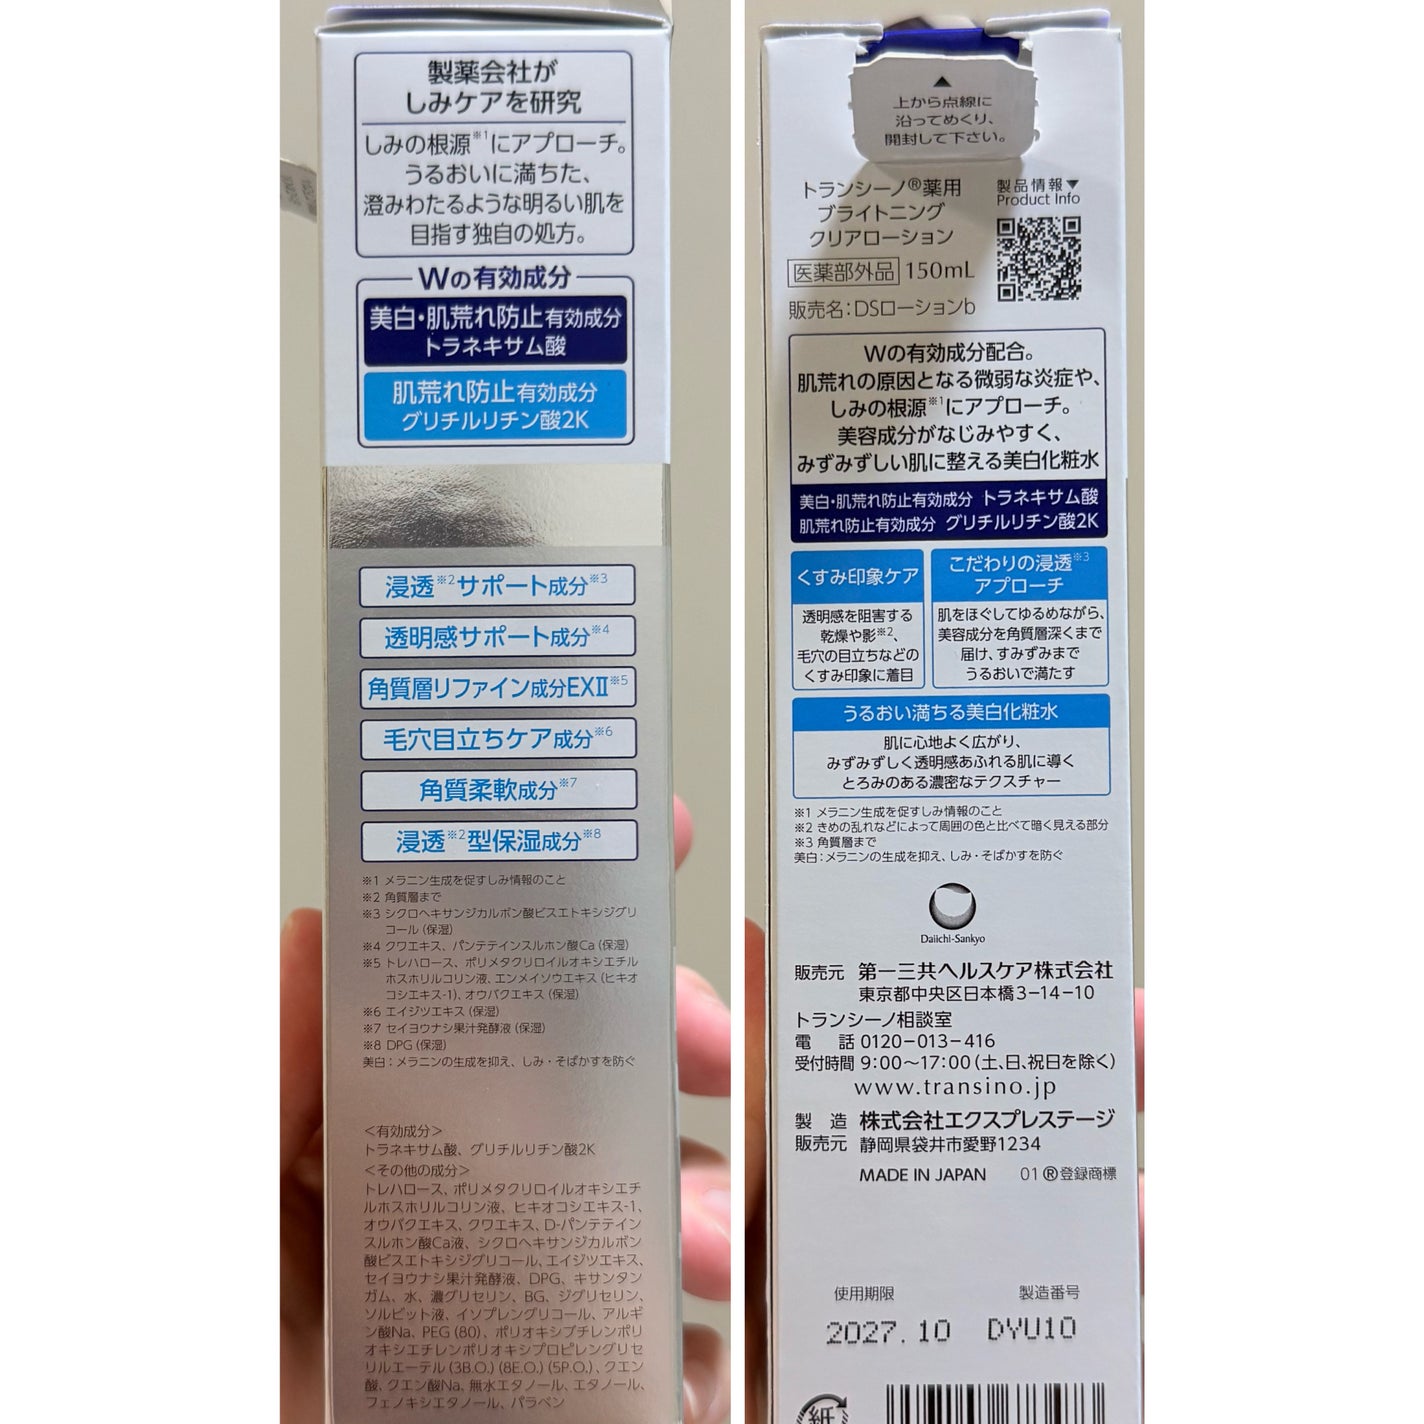 製薬会社が
しみケアを研究
しみの根源※1にアプローチ。
うるおいに満ちた、
澄みわたるような明るい肌を
目指す独自の処方。
Wの有効成分
美白・肌荒れ防止有効成分
トラネキサム酸
肌荒れ防止有効成分
グリチルリチン酸2K
浸透※2サポート成分※3
透明感サポート成分※4
角質層リファイン成分EXⅡ※5
毛穴目立ちケア成分※6
角質柔軟成分※7
浸透※2型保湿成分※8
※1 メラニン生成を促すしみ情報のこと
※2 角質層まで
※3 シクロヘキサンジカルボン酸ビスエトキシジグリ
コール (保湿)
※4 クワエキス、パンテテインスルホン酸Ca (保湿)
※5 トレハロース、ポリメタクリロイルオキシエチル
ホスホリルコリン液、エンメイソウエキス (ヒキオ
コシエキス-1)、オウバクエキス (保湿)
※6 エイジツエキス (保湿)
※7 セイヨウナシ果汁発酵液 (保湿)
※8 DPG (保湿)
美白：メラニンの生成を抑え、しみ・そばかすを防ぐ
＜有効成分＞
トラネキサム酸、グリチルリチン酸2K
＜その他の成分＞
トレハロース、ポリメタクリロイルオキシエチ
ルホスホリルコリン液、ヒキオコシエキス-1、
オウバクエキス、クワエキス、D-パンテテイン
スルホン酸Ca液、シクロヘキサンジカルボン
酸ビスエトキシジグリコール、エイジツエキス、
セイヨウナシ果汁発酵液、DPG、キサンタン
ガム、水、濃グリセリン、BG、ジグリセリン、
ソルビット液、イソプレングリコール、アルギ
ン酸Na、PEG (80)、ポリオキシブチレンポリ
オキシエチレンポリオキシプロピレングリセ
リルエーテル (3B.O.) (8E.O.) (5P.O.)、クエン
酸、クエン酸Na、無水エタノール、エタノール、
フェノキシエタノール、パラベン
▲
上から点線に
沿ってめくり、
開封して下さい。
トランシーノ®薬用
ブライトニング
クリアローション
医薬部外品 150mL
販売名：DSローションb
製品情報▼
Product Info
Wの有効成分配合。
肌荒れの原因となる微弱な炎症や、
しみの根源※1にアプローチ。
美容成分がなじみやすく、
みずみずしい肌に整える美白化粧水
美白・肌荒れ防止有効成分 トラネキサム酸
肌荒れ防止有効成分 グリチルリチン酸2K
くすみ印象ケア
透明感を阻害する
乾燥や影※2、
毛穴の目立ちなどの
くすみ印象に着目
こだわりの浸透※3
アプローチ
肌をほぐしてゆるめながら、
美容成分を角質層深くまで
届け、すみずみまで
うるおいで満たす
うるおい満ちる美白化粧水
肌に心地よく広がり、
みずみずしく透明感あふれる肌に導く
とろみのある濃密なテクスチャー
※1 メラニン生成を促すしみ情報のこと
※2 きめの乱れなどによって周囲の色と比べて暗く見える部分
※3 角質層まで
美白：メラニンの生成を抑え、しみ・そばかすを防ぐ
Daiichi-Sankyo
販売元 第一三共ヘルスケア株式会社
東京都中央区日本橋3-14-10
トランシーノ相談室
電 話 0120-013-416
受付時間 9:00～17:00 (土、日、祝日を除く)
www.transino.jp
製 造 株式会社エクスプレステージ
販売元 静岡県袋井市愛野1234
MADE IN JAPAN 01 ®登録商標
使用期限 製造番号
2027.10 DYU10
紙